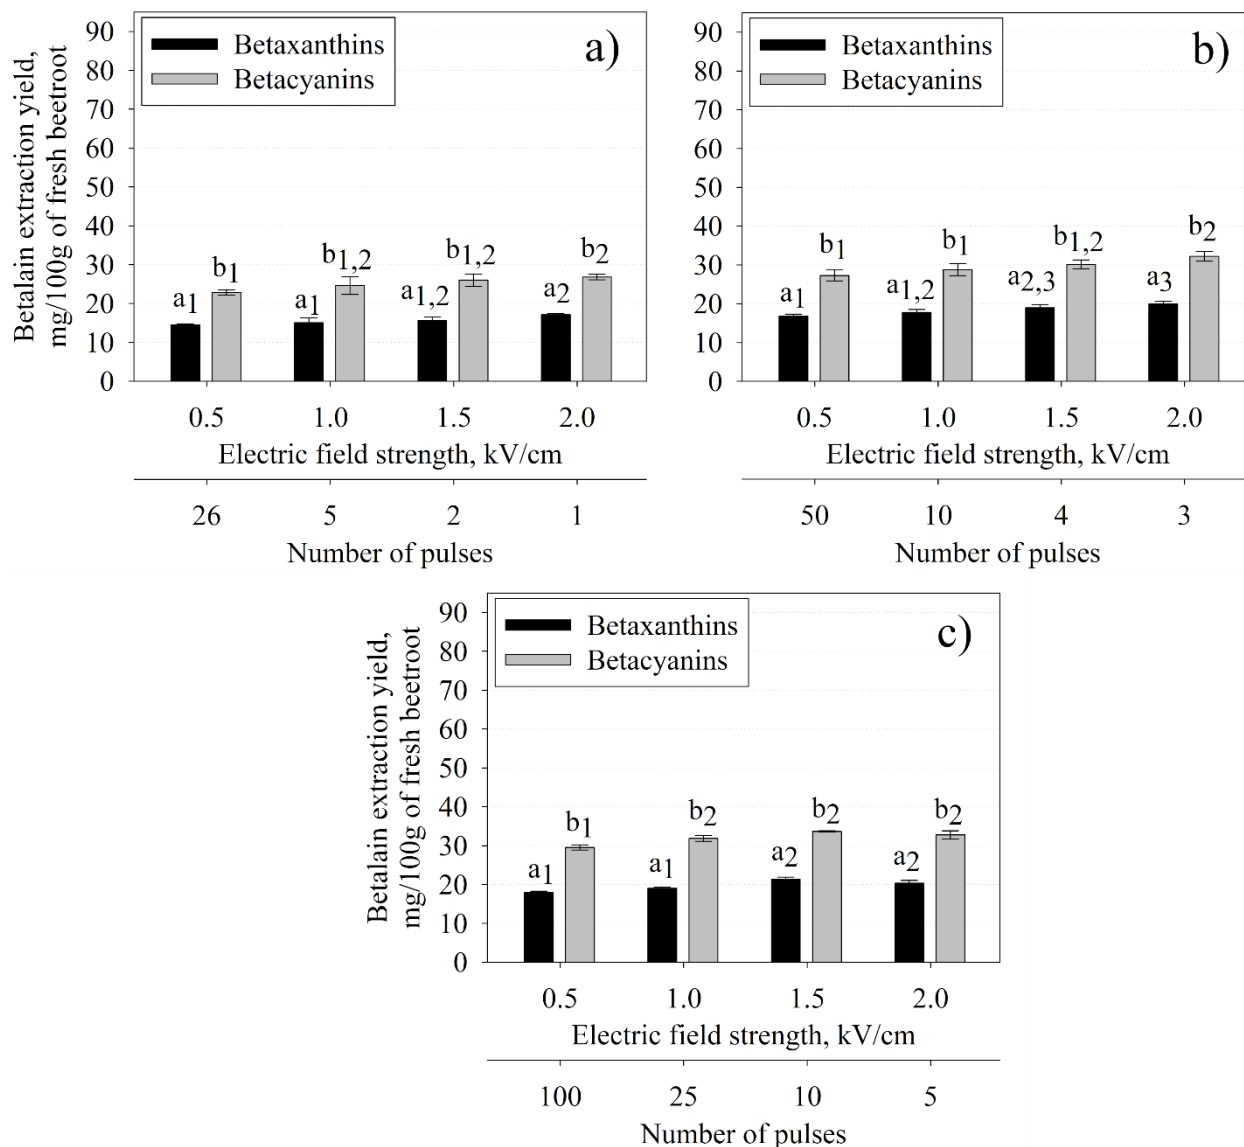 Betalain extraction yield,
mg/100g of fresh beetroot
90
80
70
60
50
40
30
20
10
0
Betaxanthins
Betacyanins
a)
a1
b1
a1
b1,2
a1,2
b1,2
a2
b2
0.5 1.0 1.5 2.0
Electric field strength, kV/cm
26 5 2 1
Number of pulses
90
80
70
60
50
40
30
20
10
0
Betaxanthins
Betacyanins
b)
a1
b1
a1,2
b1
a2,3
b1,2
a3
b2
0.5 1.0 1.5 2.0
Electric field strength, kV/cm
50 10 4 3
Number of pulses
Betalain extraction yield,
mg/100g of fresh beetroot
90
80
70
60
50
40
30
20
10
0
Betaxanthins
Betacyanins
c)
a1
b1
a1
b2
a2
b2
a2
b2
0.5 1.0 1.5 2.0
Electric field strength, kV/cm
100 25 10 5
Number of pulses